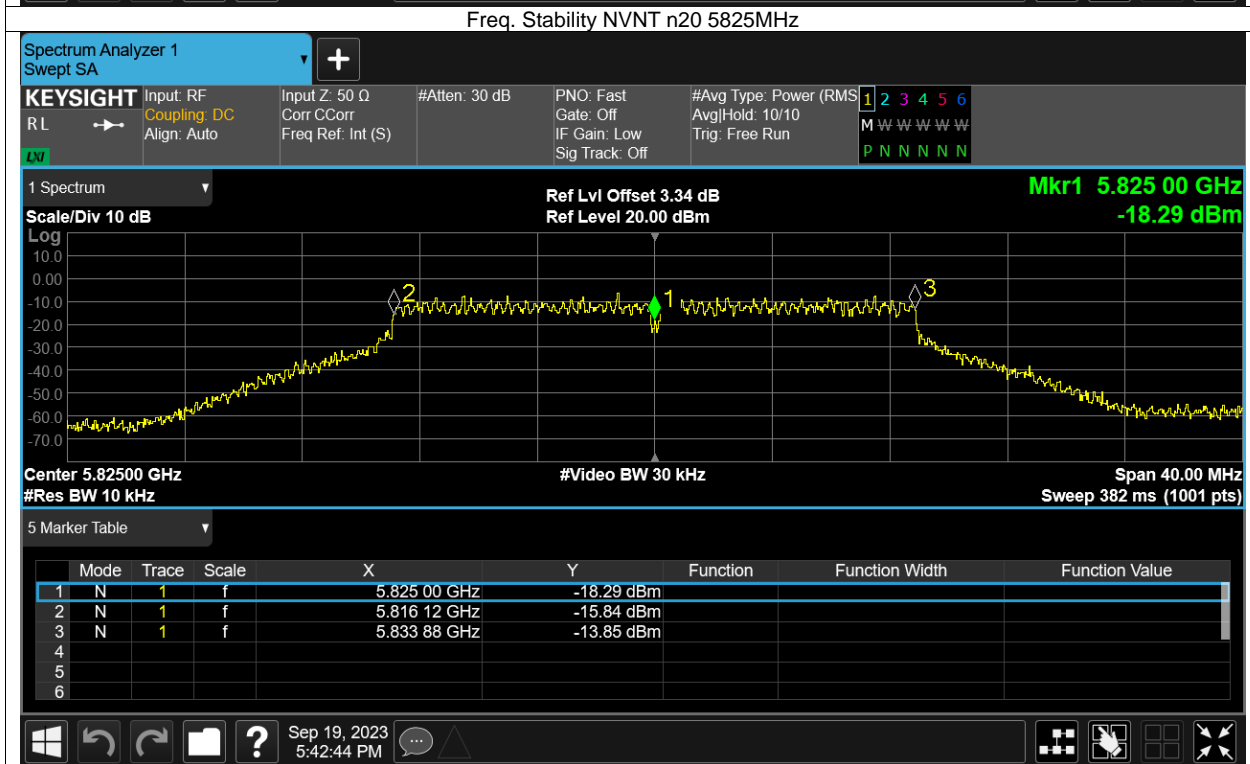 Freq. Stability NVNT n20 5825MHz
Spectrum Analyzer 1
Swept SA
KEYSIGHT
RL
LXI
Input: RF
Coupling: DC
Align: Auto
Input Z: 50 Ω
Corr CCorr
Freq Ref: Int (S)
#Atten: 30 dB
PNO: Fast
Gate: Off
IF Gain: Low
Sig Track: Off
#Avg Type: Power (RMS
Avg|Hold: 10/10
Trig: Free Run
1 2 3 4 5 6
M W W W W W
P N N N N N
1 Spectrum
Scale/Div 10 dB
Ref Lvl Offset 3.34 dB
Ref Level 20.00 dBm
Mkr1 5.825 00 GHz
-18.29 dBm
Log
10.0
0.00
-10.0
-20.0
-30.0
-40.0
-50.0
-60.0
-70.0
2
1
3
Center 5.82500 GHz
#Video BW 30 kHz
Span 40.00 MHz
#Res BW 10 kHz
Sweep 382 ms (1001 pts)
5 Marker Table
Mode Trace Scale X Y Function Function Width Function Value
1 N 1 f 5.825 00 GHz -18.29 dBm
2 N 1 f 5.816 12 GHz -15.84 dBm
3 N 1 f 5.833 88 GHz -13.85 dBm
4
5
6
?
Sep 19, 2023
5:42:44 PM